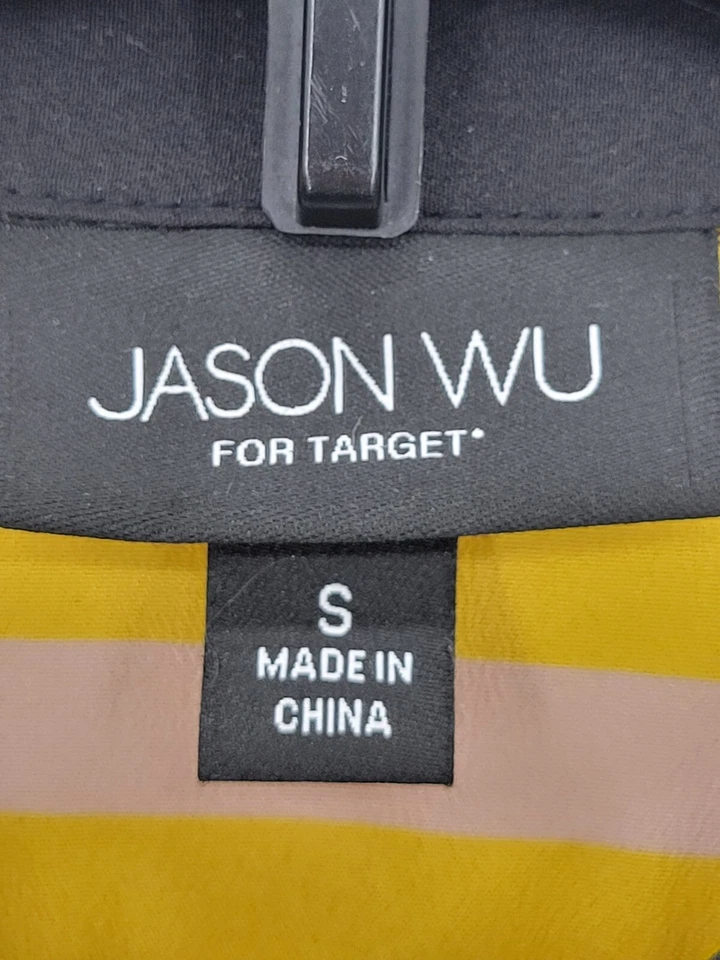 JASON WU
FOR TARGET®
S
MADE IN
CHINA